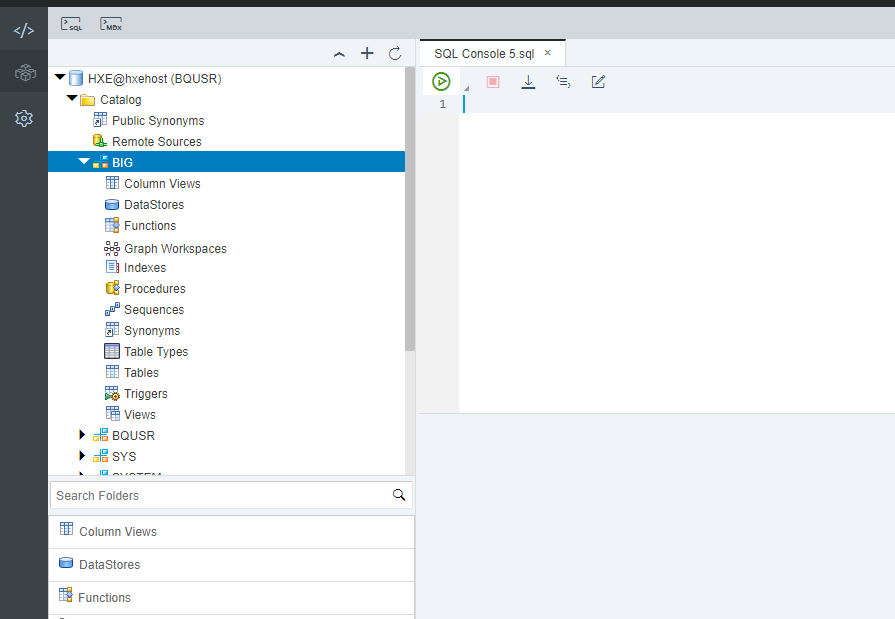 SQL
MDX
SQL Console 5.sql ×
HXE@hxehost (BQUSR)
Catalog
1
Public Synonyms
Remote Sources
BIG
Column Views
DataStores
Functions
Graph Workspaces
Indexes
Procedures
Sequences
Synonyms
Table Types
Tables
Triggers
Views
BQUSR
SYS
SYSTEM
Search Folders
Column Views
DataStores
Functions